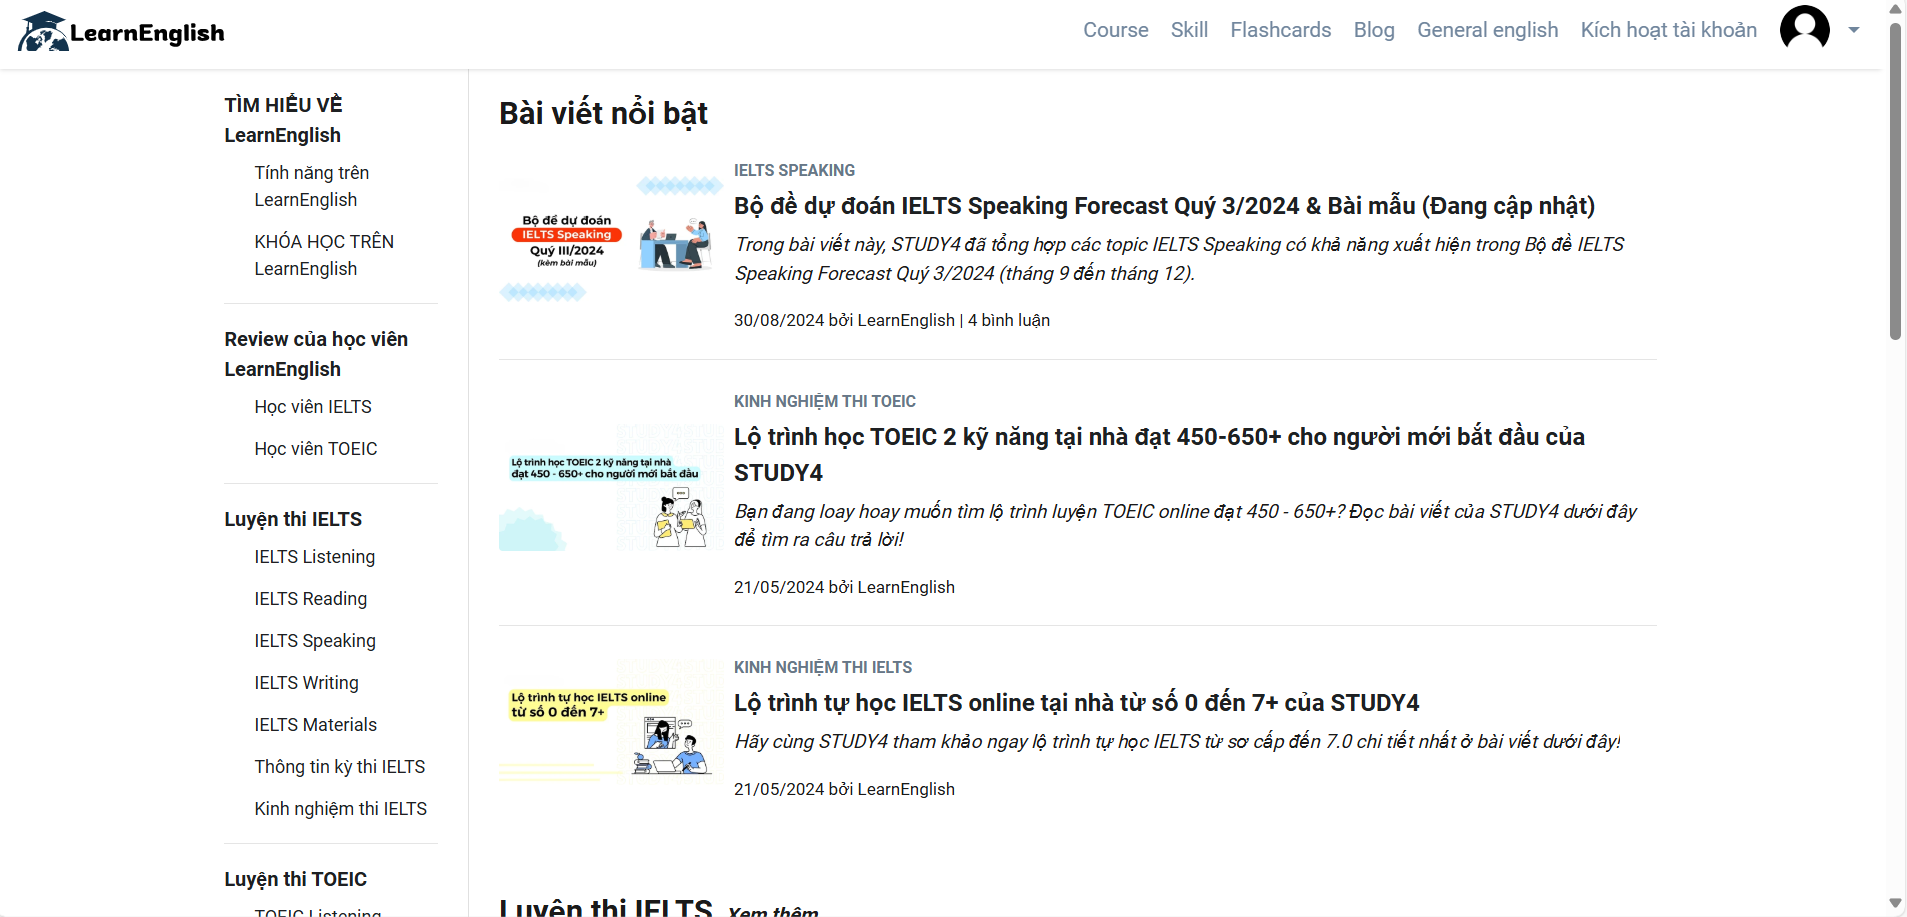 LearnEnglish
Course Skill Flashcards Blog General english Kích hoạt tài khoản
TÌM HIỂU VỀ
LearnEnglish
Tính năng trên
LearnEnglish
KHÓA HỌC TRÊN
LearnEnglish
Review của học viên
LearnEnglish
Học viên IELTS
Học viên TOEIC
Luyện thi IELTS
IELTS Listening
IELTS Reading
IELTS Speaking
IELTS Writing
IELTS Materials
Thông tin kỳ thi IELTS
Kinh nghiệm thi IELTS
Luyện thi TOEIC
TOEIC Listening
Bài viết nổi bật
Bộ đề dự đoán
IELTS Speaking
Quý III/2024
(kèm bài mẫu)
IELTS SPEAKING
Bộ đề dự đoán IELTS Speaking Forecast Quý 3/2024 & Bài mẫu (Đang cập nhật)
Trong bài viết này, STUDY4 đã tổng hợp các topic IELTS Speaking có khả năng xuất hiện trong Bộ đề IELTS
Speaking Forecast Quý 3/2024 (tháng 9 đến tháng 12).
30/08/2024 bởi LearnEnglish | 4 bình luận
Lộ trình học TOEIC 2 kỹ năng tại nhà
đạt 450 - 650+ cho người mới bắt đầu
KINH NGHIỆM THI TOEIC
Lộ trình học TOEIC 2 kỹ năng tại nhà đạt 450-650+ cho người mới bắt đầu của
STUDY4
Bạn đang loay hoay muốn tìm lộ trình luyện TOEIC online đạt 450 - 650+? Đọc bài viết của STUDY4 dưới đây
để tìm ra câu trả lời!
21/05/2024 bởi LearnEnglish
Lộ trình tự học IELTS online
từ số 0 đến 7+
KINH NGHIỆM THI IELTS
Lộ trình tự học IELTS online tại nhà từ số 0 đến 7+ của STUDY4
Hãy cùng STUDY4 tham khảo ngay lộ trình tự học IELTS từ sơ cấp đến 7.0 chi tiết nhất ở bài viết dưới đây!
21/05/2024 bởi LearnEnglish
Luyện thi IELTS Xem thêm